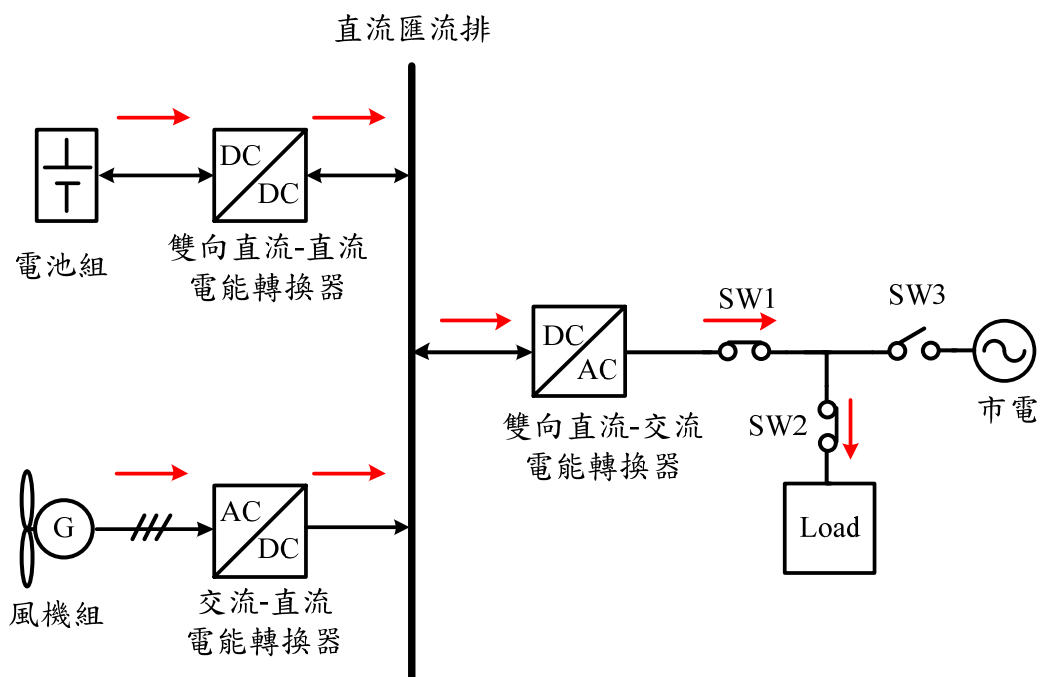 直流匯流排
DC
DC
電池組
雙向直流-直流
電能轉換器
SW1
SW3
DC
AC
市電
SW2
雙向直流-交流
電能轉換器
G
AC
DC
Load
風機組
交流-直流
電能轉換器